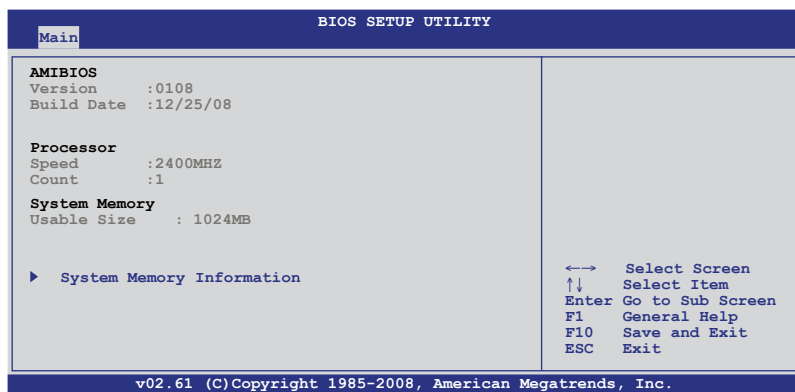 BIOS SETUP UTILITY
Main
AMIBIOS
Version :0108
Build Date :12/25/08
Processor
Speed :2400MHZ
Count :1
System Memory
Usable Size : 1024MB
System Memory Information
←→ Select Screen
↑↓ Select Item
Enter Go to Sub Screen
F1 General Help
F10 Save and Exit
ESC Exit
v02.61 (C)Copyright 1985-2008, American Megatrends, Inc.